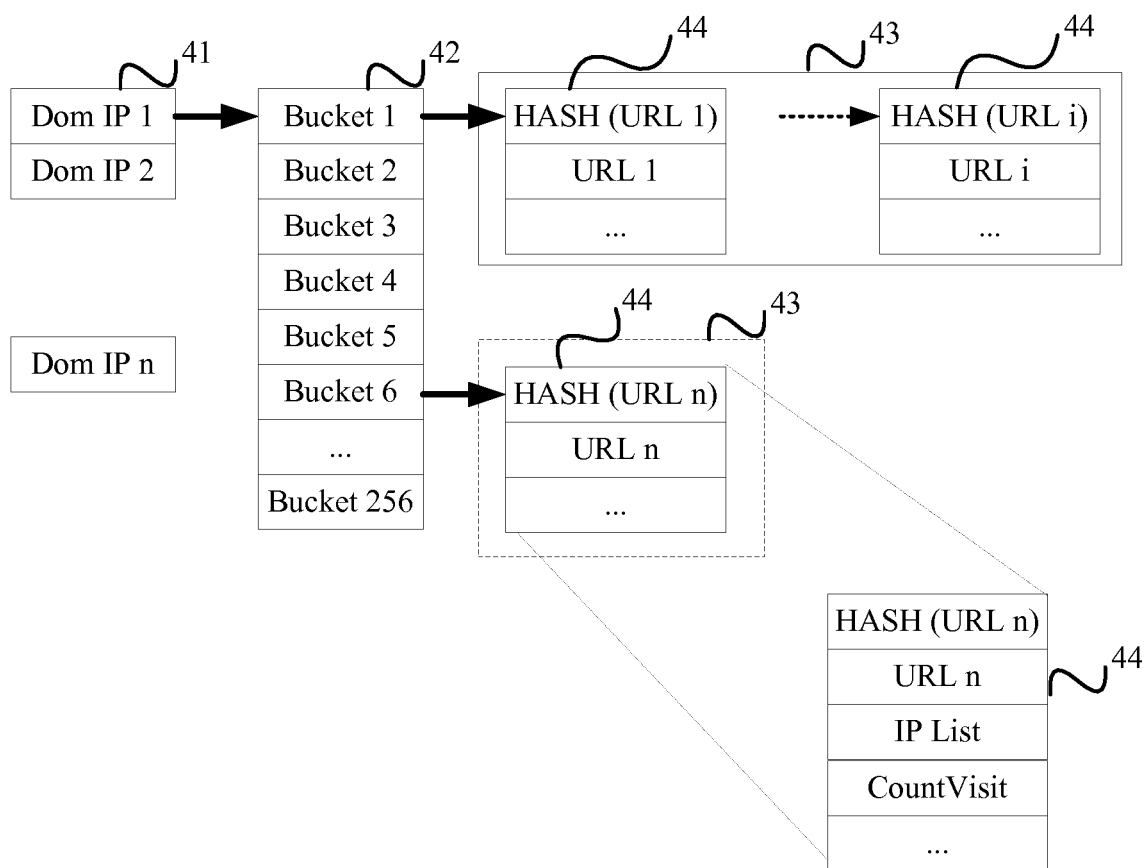 41
42
44
43
44
Dom IP 1
Dom IP 2
Dom IP n
Bucket 1
Bucket 2
Bucket 3
Bucket 4
Bucket 5
Bucket 6
...
Bucket 256
HASH (URL 1)
URL 1
...
HASH (URL i)
URL i
...
44
43
HASH (URL n)
URL n
...
HASH (URL n)
URL n
IP List
CountVisit
...
44